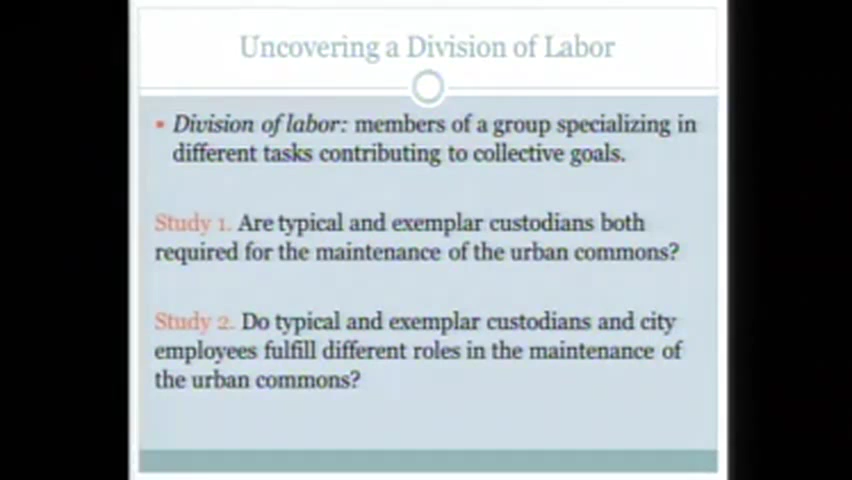 Uncovering a Division of Labor
Division of labor: members of a group specializing in
different tasks contributing to collective goals.
Study 1. Are typical and exemplar custodians both
required for the maintenance of the urban commons?
Study 2. Do typical and exemplar custodians and city
employees fulfill different roles in the maintenance of
the urban commons?